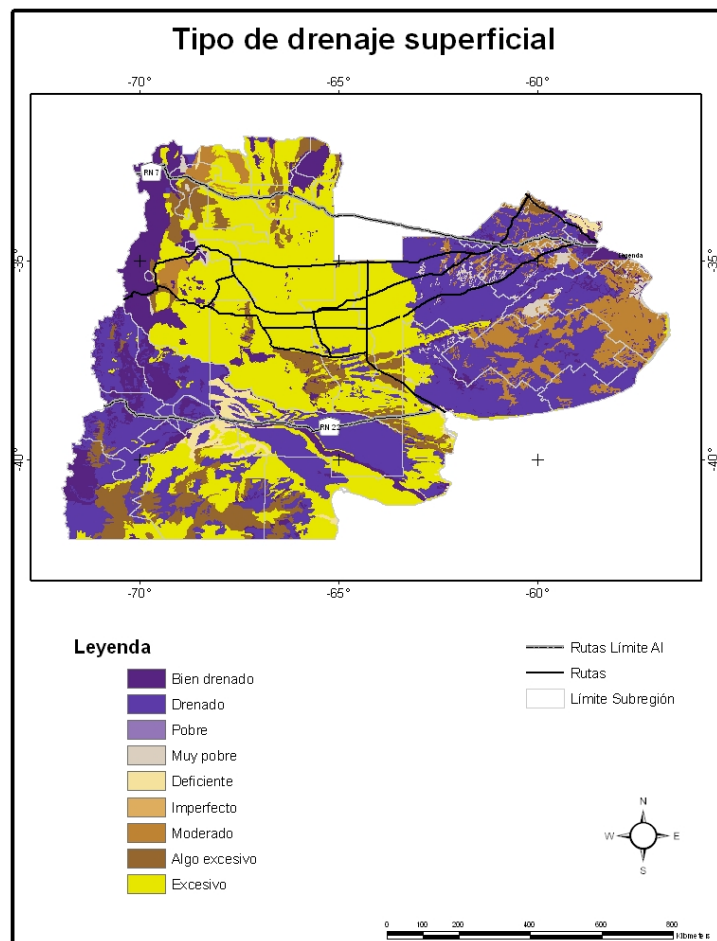 Tipo de drenaje superficial
-70° -65° -60°
RN 7
Leyenda
-35° -35°
RN 22
-40° -40°
-70° -65° -60°
Leyenda
Bien drenado
Drenado
Pobre
Muy pobre
Deficiente
Imperfecto
Moderado
Algo excesivo
Excesivo
Rutas Límite AI
Rutas
Límite Subregión
N
W E
S
0 100 200 400 600 800
Kilometers